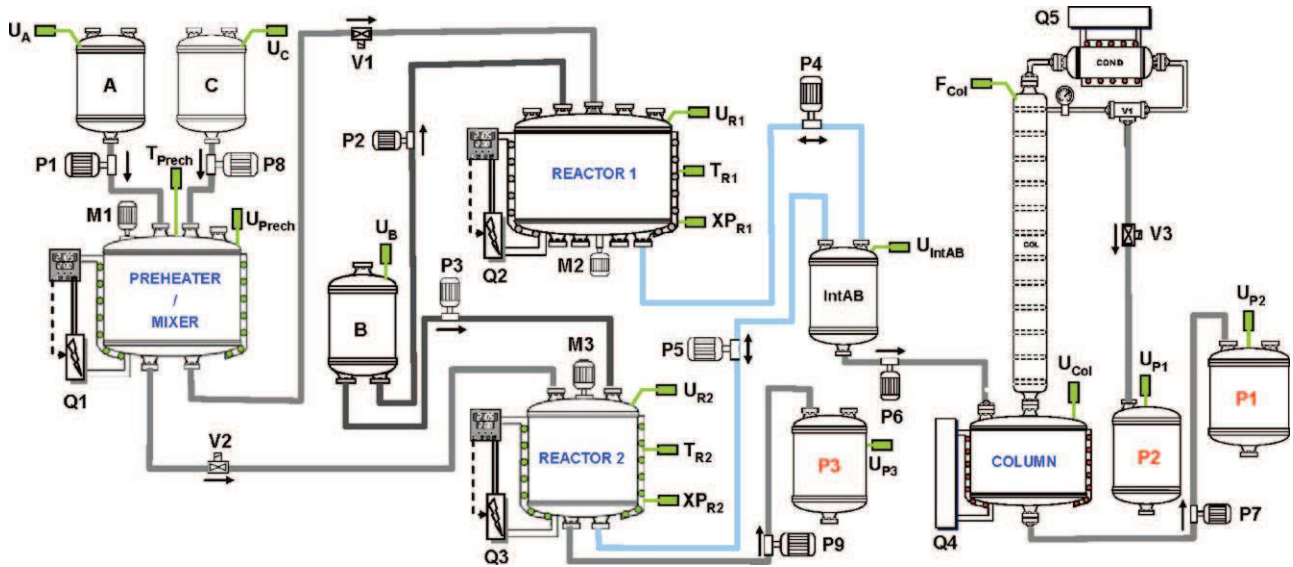 Q5
U_A
U_C
V1
P4
COND
A
C
F_Col
U_R1
V1
P2
P1
T_Prech
P8
REACTOR 1
T_R1
M1
U_Prech
XP_R1
U_B
V3
COL
U_IntAB
P3
Q2
M2
PREHEATER
/
MIXER
IntAB
B
U_P2
M3
P5
U_P1
Q1
U_Col
P6
U_R2
P1
V2
T_R2
P3
U_P3
REACTOR 2
COLUMN
P2
XP_R2
P7
Q3
P9
Q4